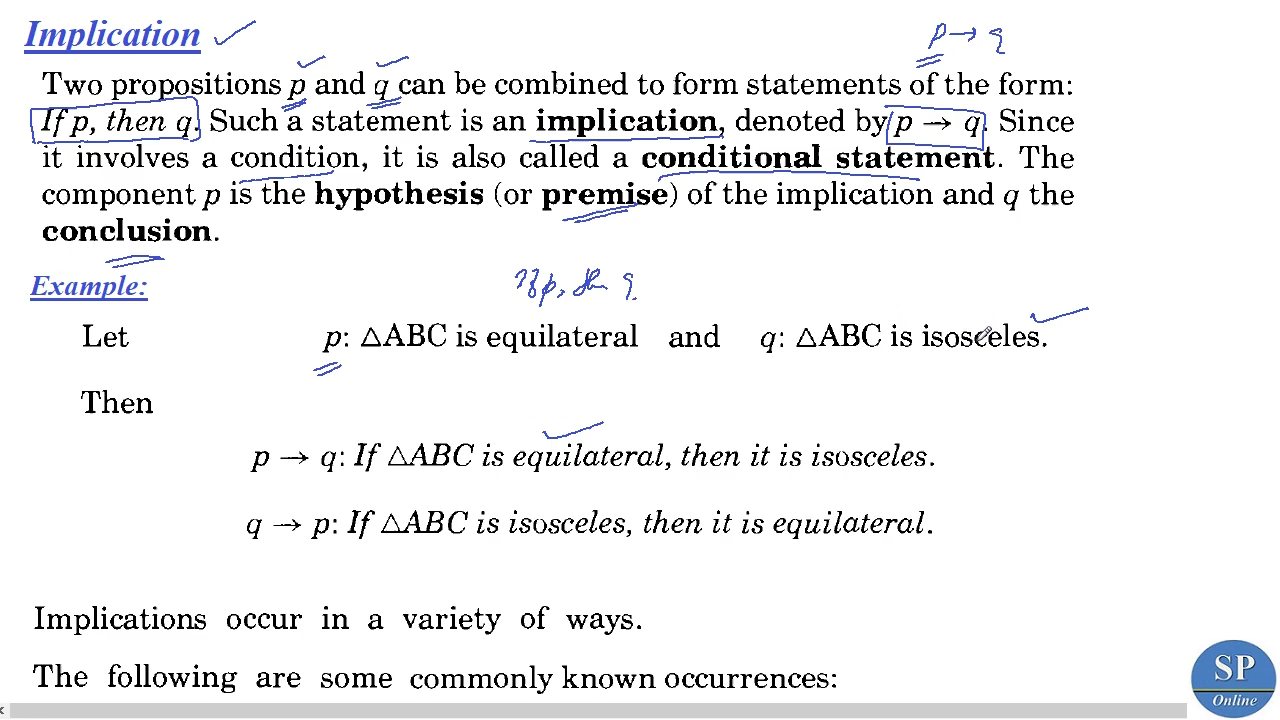 Implication
p → q
Two propositions p and q can be combined to form statements of the form:
If p, then q. Such a statement is an implication, denoted by p → q. Since
it involves a condition, it is also called a conditional statement. The
component p is the hypothesis (or premise) of the implication and q the
conclusion.
Example:
If p, then q.
Let p: △ABC is equilateral and q: △ABC is isosceles.
Then
p → q: If △ABC is equilateral, then it is isosceles.
q → p: If △ABC is isosceles, then it is equilateral.
Implications occur in a variety of ways.
The following are some commonly known occurrences:
SP
Online